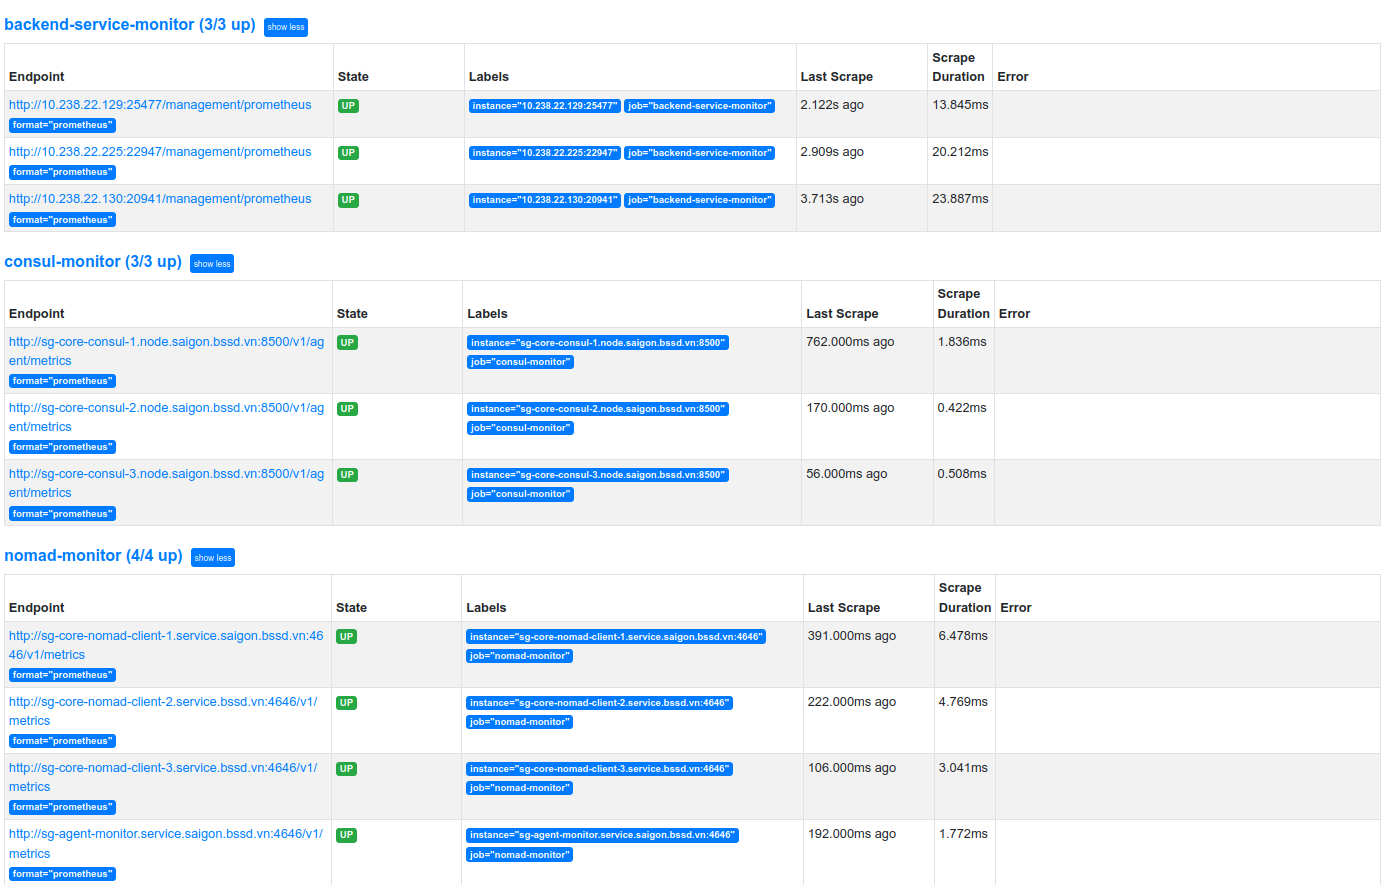 backend-service-monitor (3/3 up) show less
Endpoint State Labels Last Scrape Scrape Duration Error
http://10.238.22.129:25477/management/prometheus UP instance="10.238.22.129:25477" job="backend-service-monitor" 2.122s ago 13.845ms
format="prometheus"
http://10.238.22.225:22947/management/prometheus UP instance="10.238.22.225:22947" job="backend-service-monitor" 2.909s ago 20.212ms
format="prometheus"
http://10.238.22.130:20941/management/prometheus UP instance="10.238.22.130:20941" job="backend-service-monitor" 3.713s ago 23.887ms
format="prometheus"
consul-monitor (3/3 up) show less
Endpoint State Labels Last Scrape Scrape Duration Error
http://sg-core-consul-1.node.saigon.bssd.vn:8500/v1/ag UP instance="sg-core-consul-1.node.saigon.bssd.vn:8500" 762.000ms ago 1.836ms
ent/metrics job="consul-monitor"
format="prometheus"
http://sg-core-consul-2.node.saigon.bssd.vn:8500/v1/ag UP instance="sg-core-consul-2.node.saigon.bssd.vn:8500" 170.000ms ago 0.422ms
ent/metrics job="consul-monitor"
format="prometheus"
http://sg-core-consul-3.node.saigon.bssd.vn:8500/v1/ag UP instance="sg-core-consul-3.node.saigon.bssd.vn:8500" 56.000ms ago 0.508ms
ent/metrics job="consul-monitor"
format="prometheus"
nomad-monitor (4/4 up) show less
Endpoint State Labels Last Scrape Scrape Duration Error
http://sg-core-nomad-client-1.service.saigon.bssd.vn:46 UP instance="sg-core-nomad-client-1.service.saigon.bssd.vn:4646" 391.000ms ago 6.478ms
46/v1/metrics job="nomad-monitor"
format="prometheus"
http://sg-core-nomad-client-2.service.bssd.vn:4646/v1/ UP instance="sg-core-nomad-client-2.service.bssd.vn:4646" 222.000ms ago 4.769ms
metrics job="nomad-monitor"
format="prometheus"
http://sg-core-nomad-client-3.service.bssd.vn:4646/v1/ UP instance="sg-core-nomad-client-3.service.bssd.vn:4646" 106.000ms ago 3.041ms
metrics job="nomad-monitor"
format="prometheus"
http://sg-agent-monitor.service.saigon.bssd.vn:4646/v1/ UP instance="sg-agent-monitor.service.saigon.bssd.vn:4646" 192.000ms ago 1.772ms
metrics job="nomad-monitor"
format="prometheus"